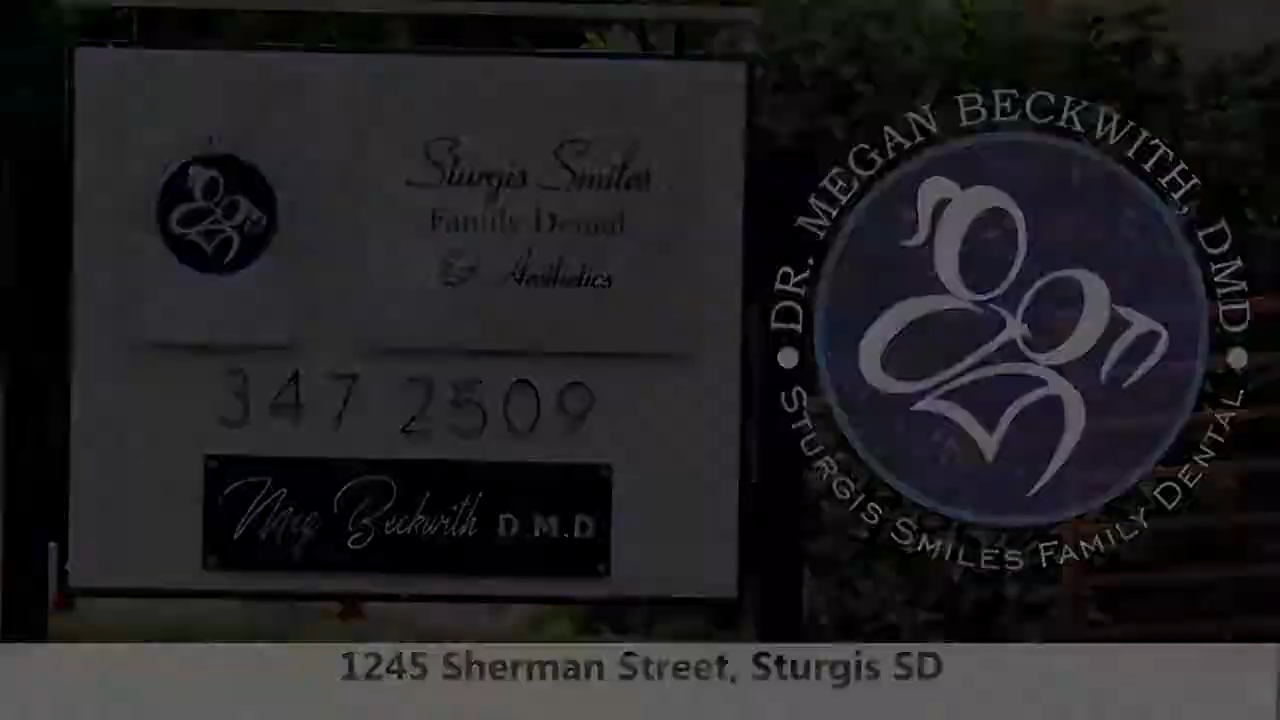 Sturgis Smiles
Family Dental
& Aesthetics
347 2509
Meg Beckwith D.M.D
• DR. MEGAN BECKWITH, DMD •
STURGIS SMILES FAMILY DENTAL
1245 Sherman Street, Sturgis SD